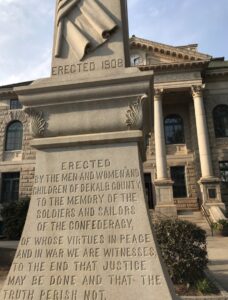 ERECTED 1908
ERECTED
BY THE MEN AND WOMEN AND
CHILDREN OF DEKALB COUNTY,
TO THE MEMORY OF THE
SOLDIERS AND SAILORS
OF THE CONFEDERACY,
OF WHOSE VIRTUES IN PEACE
AND IN WAR WE ARE WITNESSES,
TO THE END THAT JUSTICE
MAY BE DONE AND THAT THE
TRUTH PERISH NOT.